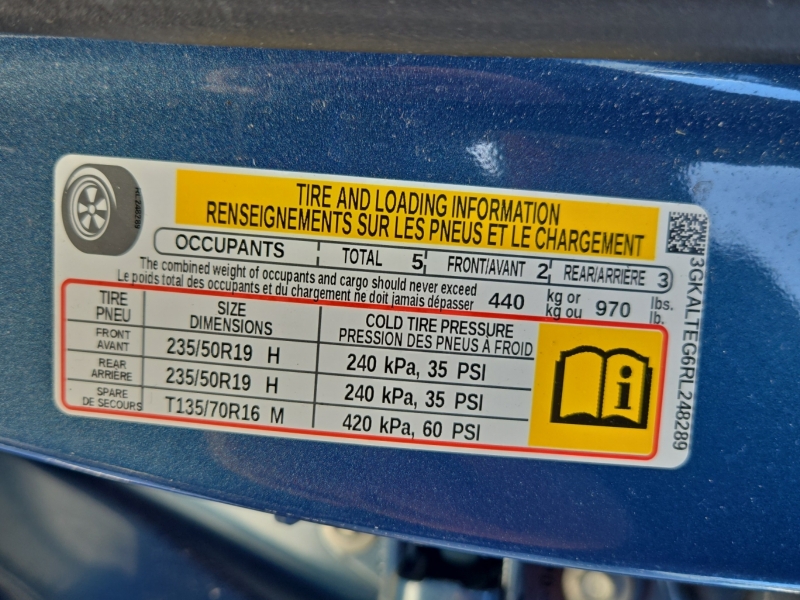 TIRE AND LOADING INFORMATION
RENSEIGNEMENTS SUR LES PNEUS ET LE CHARGEMENT
OCCUPANTS TOTAL 5 FRONT/AVANT 2 REAR/ARRIÈRE 3
The combined weight of occupants and cargo should never exceed
Le poids total des occupants et du chargement ne doit jamais dépasser
440 kg or kg ou 970 lbs. lb.
TIRE PNEU SIZE DIMENSIONS COLD TIRE PRESSURE PRESSION DES PNEUS À FROID
FRONT AVANT 235/50R19 H 240 kPa, 35 PSI
REAR ARRIÈRE 235/50R19 H 240 kPa, 35 PSI
SPARE DE SECOURS T135/70R16 M 420 kPa, 60 PSI
i
3GKALTEG6RL248289
HL248289